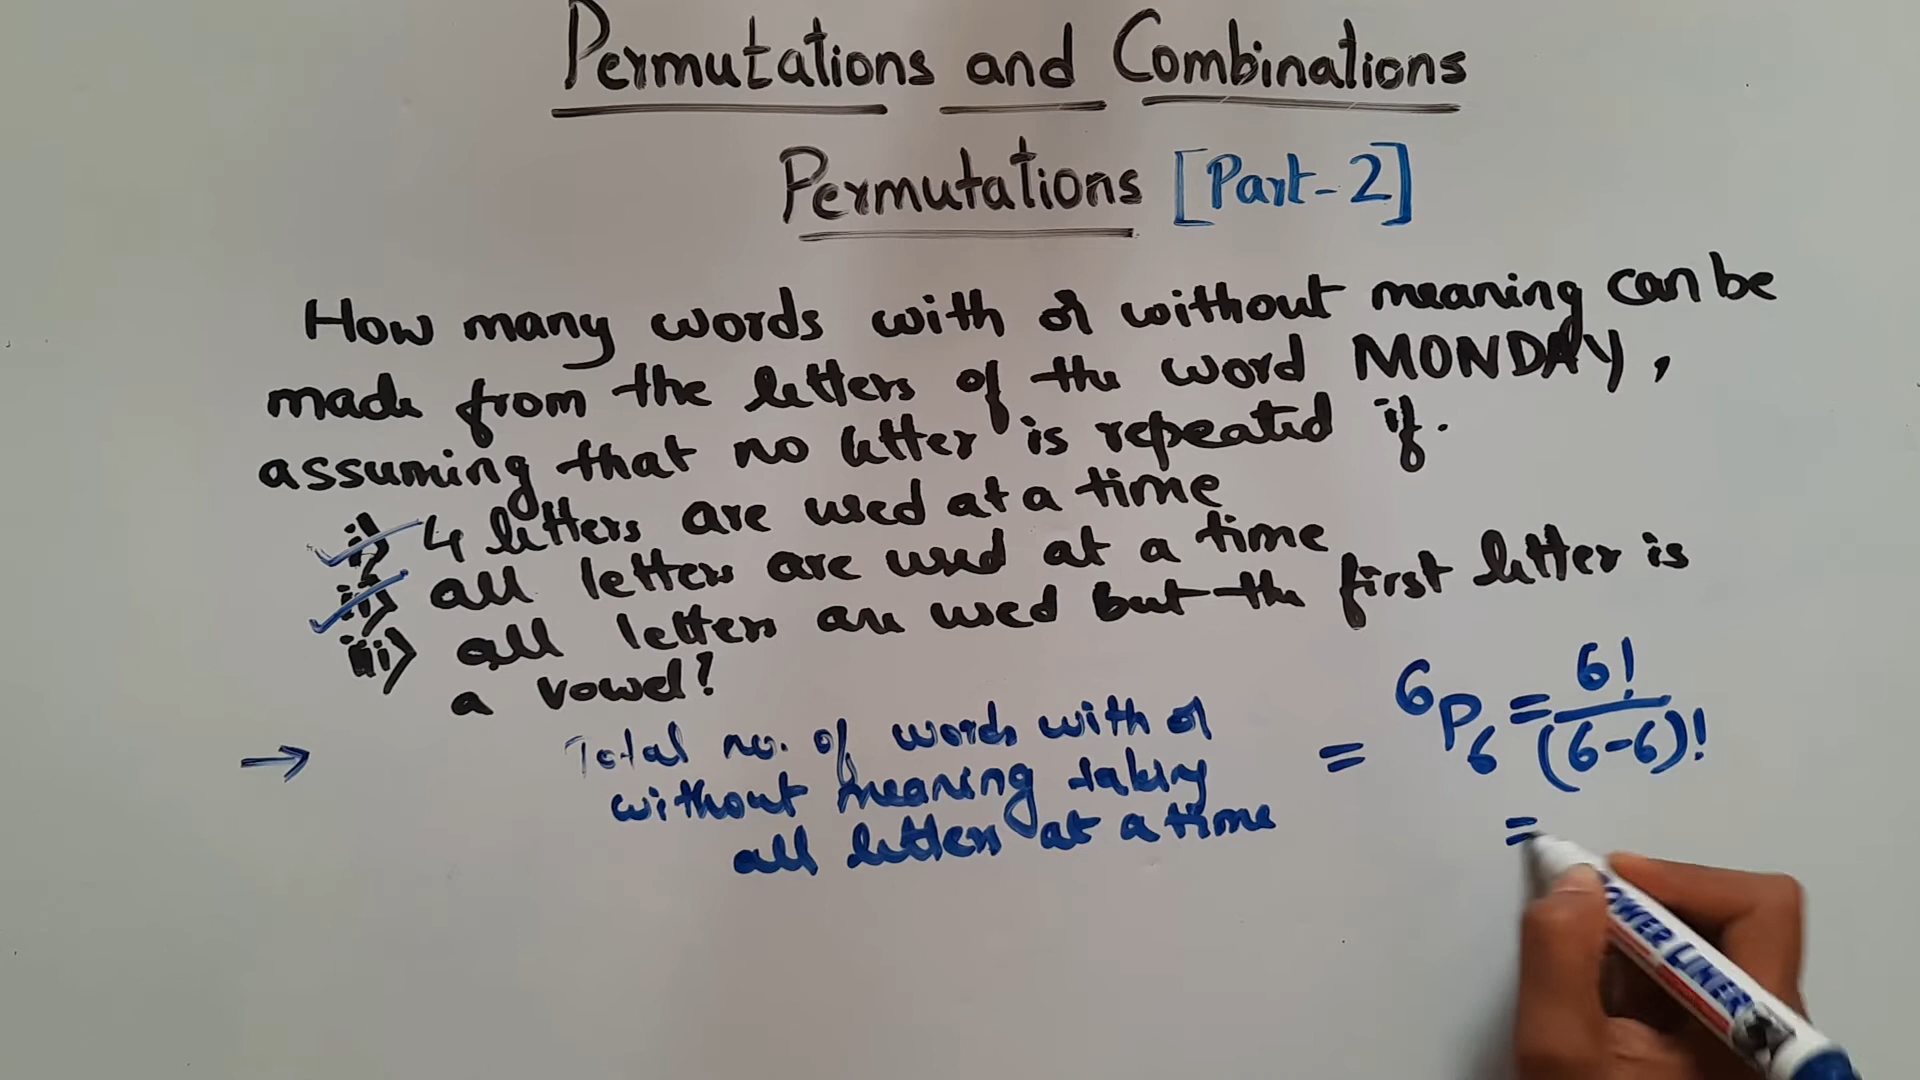 Permutations and Combinations
Permutations [Part-2]
How many words with or without meaning can be
made from the letters of the word MONDAY,
assuming that no letter is repeated if.
i) 4 letters are used at a time
ii) all letters are used at a time
iii) all letters are used but the first letter is
a vowel?
→ Total no. of words with or
without meaning taking
all letters at a time
= ⁶P₆ = 6!/(6-6)!
=
POWER LINER